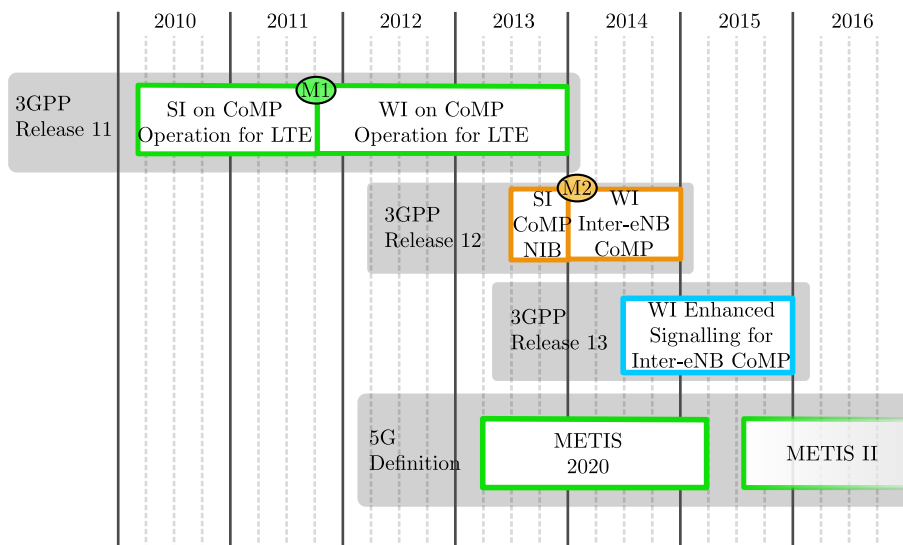 2010 2011 2012 2013 2014 2015 2016
3GPP
Release 11
M1
SI on CoMP
Operation for LTE
WI on CoMP
Operation for LTE
3GPP
Release 12
M2
SI
CoMP
NIB
WI
Inter-eNB
CoMP
3GPP
Release 13
WI Enhanced
Signalling for
Inter-eNB CoMP
5G
Definition
METIS
2020
METIS II